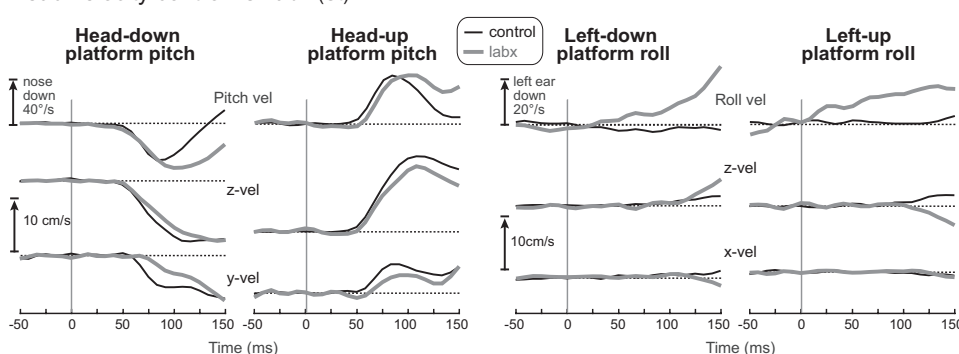 Head-down
platform pitch
Head-up
platform pitch
control
labx
Left-down
platform roll
Left-up
platform roll
nose
down
40°/s
Pitch vel
left ear
down
20°/s
Roll vel
z-vel
z-vel
10 cm/s
10cm/s
y-vel
x-vel
-50 0 50 100 150
-50 0 50 100 150
-50 0 50 100 150
-50 0 50 100 150
Time (ms)
Time (ms)